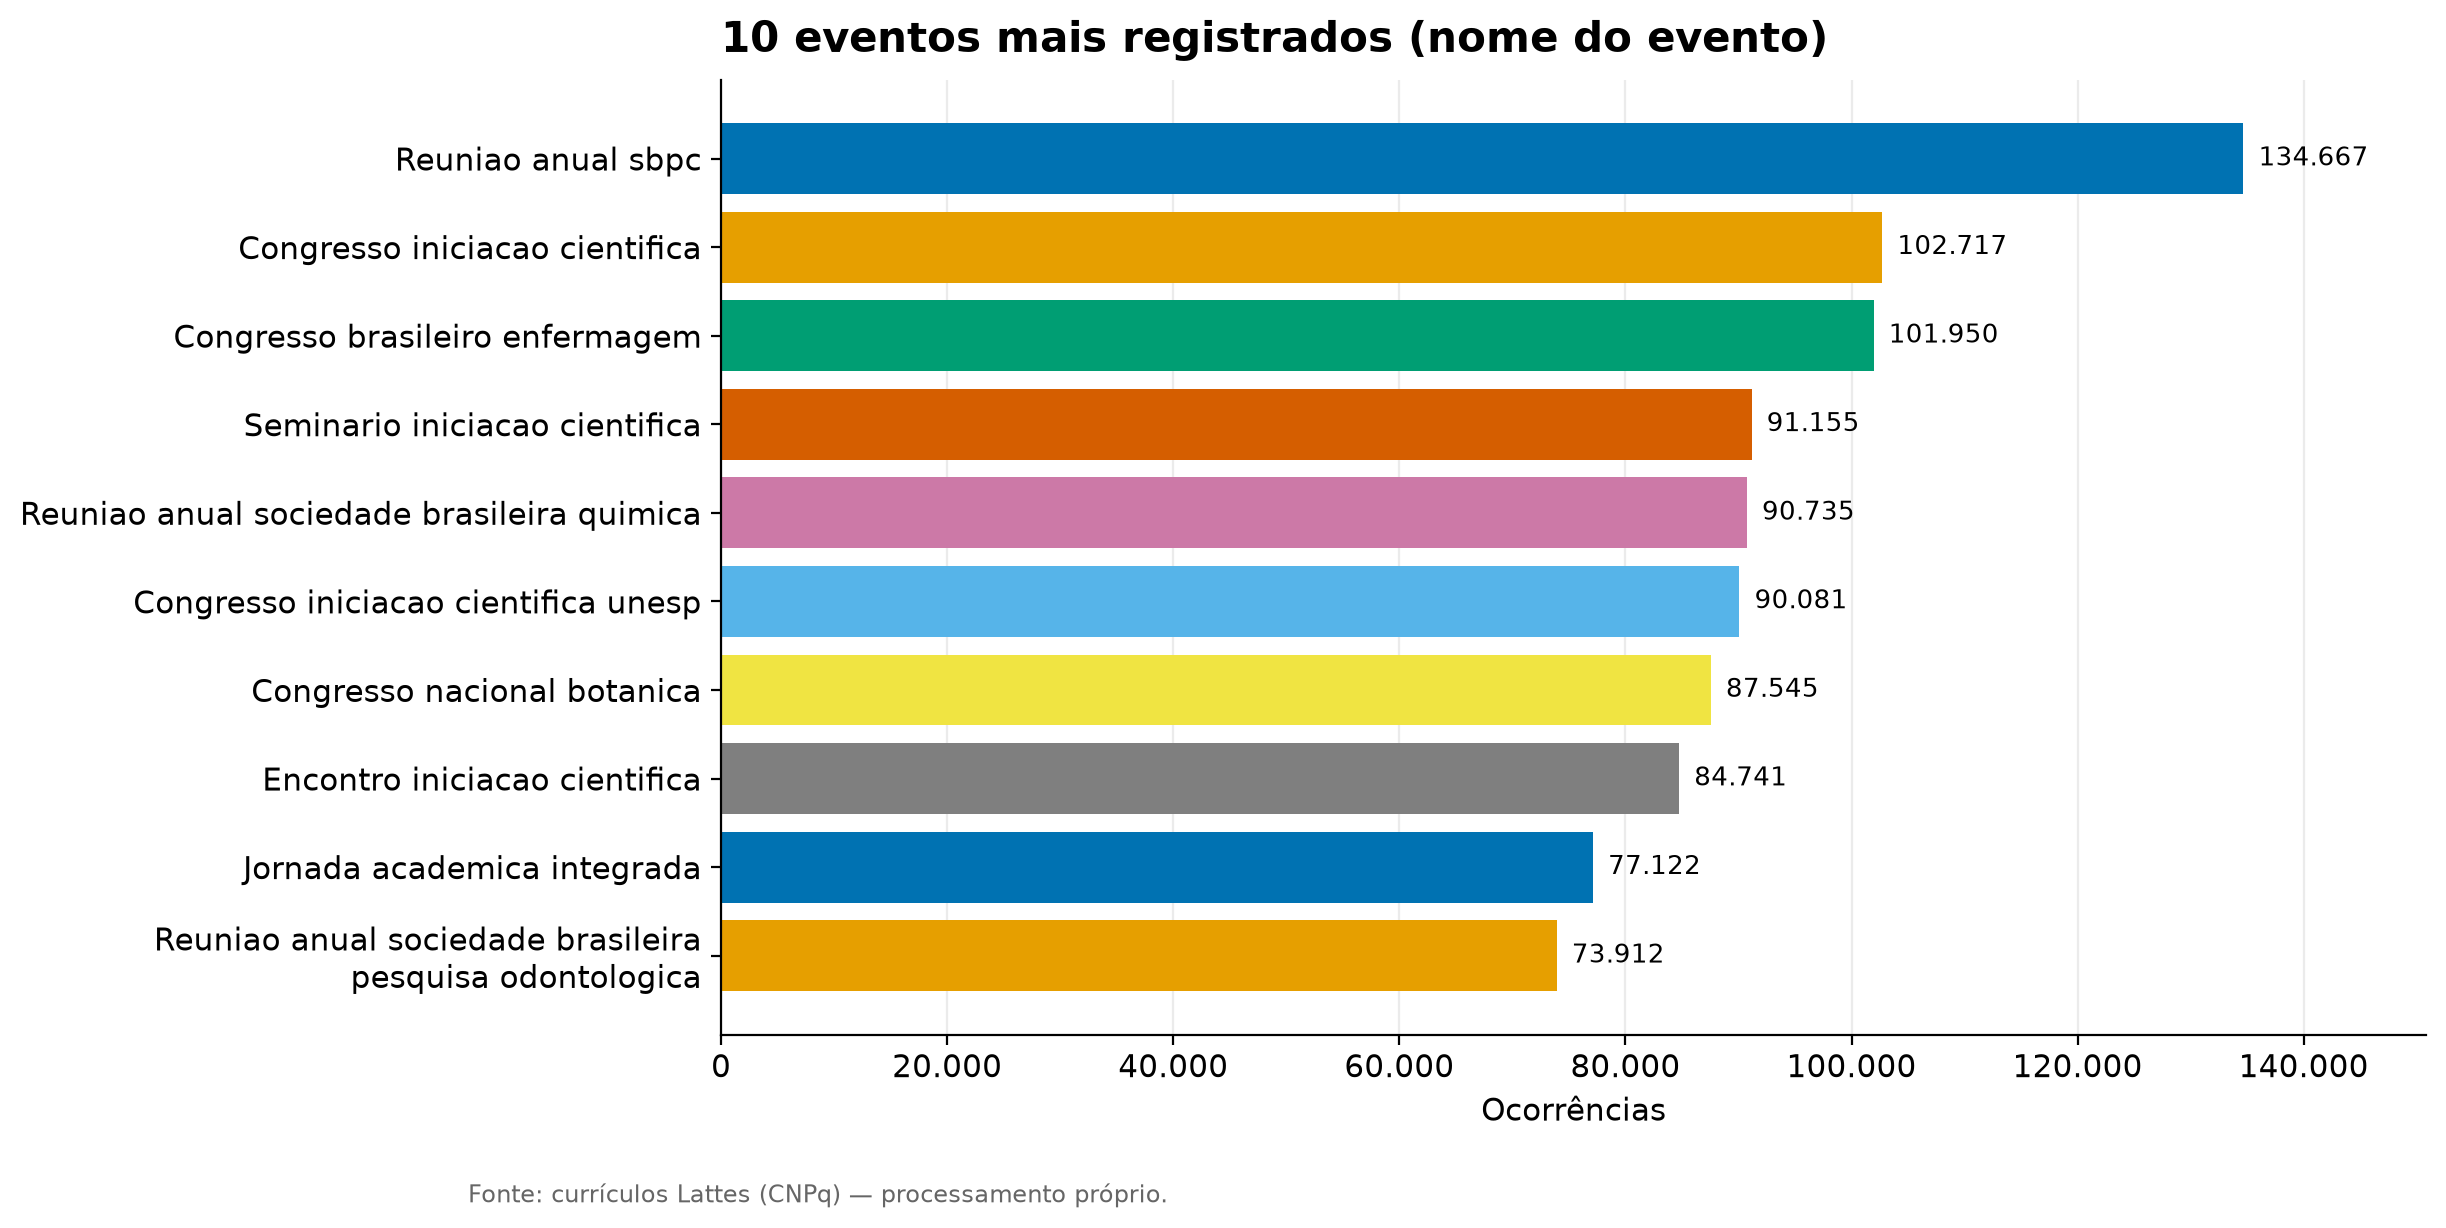 10 eventos mais registrados (nome do evento)
Reuniao anual sbpc
134.667
Congresso iniciacao cientifica
102.717
Congresso brasileiro enfermagem
101.950
Seminario iniciacao cientifica
91.155
Reuniao anual sociedade brasileira quimica
90.735
Congresso iniciacao cientifica unesp
90.081
Congresso nacional botanica
87.545
Encontro iniciacao cientifica
84.741
Jornada academica integrada
77.122
Reuniao anual sociedade brasileira
pesquisa odontologica
73.912
0 20.000 40.000 60.000 80.000 100.000 120.000 140.000
Ocorrências
Fonte: currículos Lattes (CNPq) — processamento próprio.